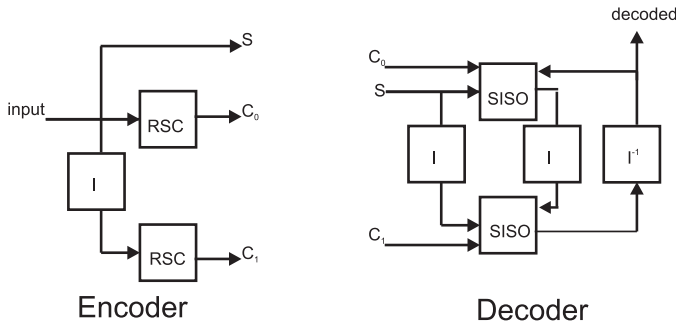 S
input
RSC
C₀
I
RSC
C₁
Encoder
decoded
C₀
S
SISO
I
I
I⁻¹
C₁
SISO
Decoder